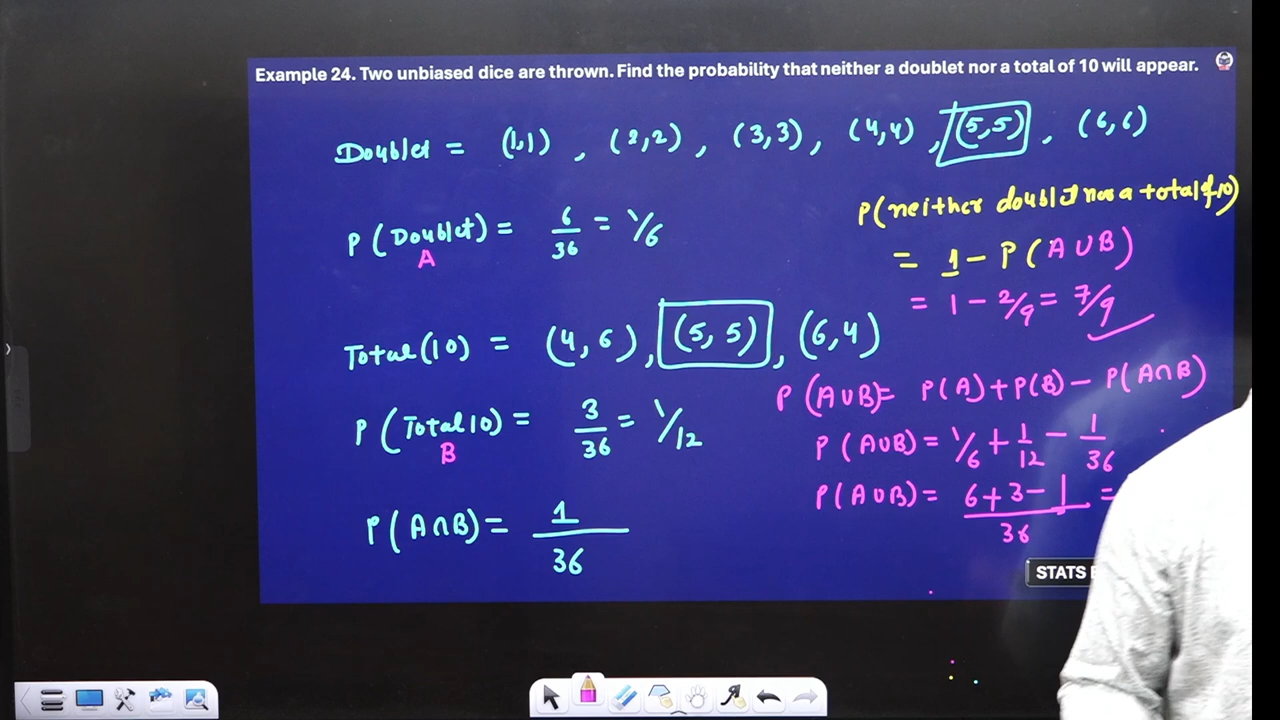 Example 24. Two unbiased dice are thrown. Find the probability that neither a doublet nor a total of 10 will appear.
Doublet = (1,1) , (2,2) , (3,3) , (4,4) , (5,5) , (6,6)
P (Doublet) = 6/36 = 1/6
A
Total(10) = (4,6) , (5,5) , (6,4)
P (Total 10) = 3/36 = 1/12
B
P (A∩B) = 1/36
P (neither doublet nor a total of 10)
= 1 - P (A∪B)
= 1 - 2/9 = 7/9
P (A∪B) = P(A) + P(B) - P(A∩B)
P (A∪B) = 1/6 + 1/12 - 1/36
P (A∪B) = 6+3-1/36 =
STATS